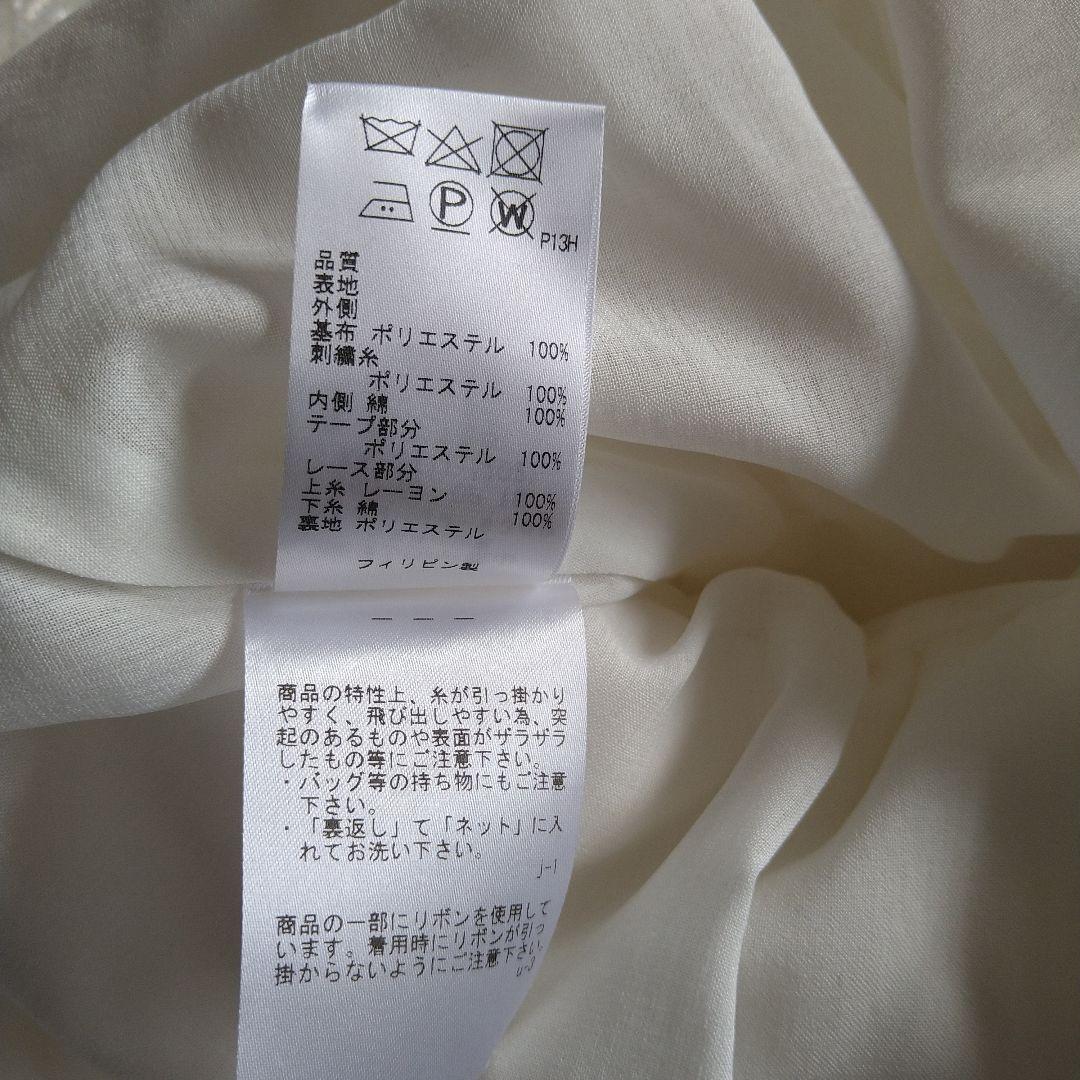 P
W
P13H
品質
表地
外側
基布 ポリエステル 100%
刺繍糸
ポリエステル 100%
内側 綿 100%
テープ部分
ポリエステル 100%
レース部分
上糸 レーヨン 100%
下糸 綿 100%
裏地 ポリエステル
フィリピン製
商品の特性上、糸が引っ掛かり
やすく、飛び出しやすい為、突
起のあるものや表面がザラザラ
したもの等にご注意下さい。
・バッグ等の持ち物にもご注意
下さい。
・「裏返し」て「ネット」に入
れてお洗い下さい。
J-1
商品の一部にリボンを使用して
います。着用時にリボンが引っ
掛からないようにご注意下さい。